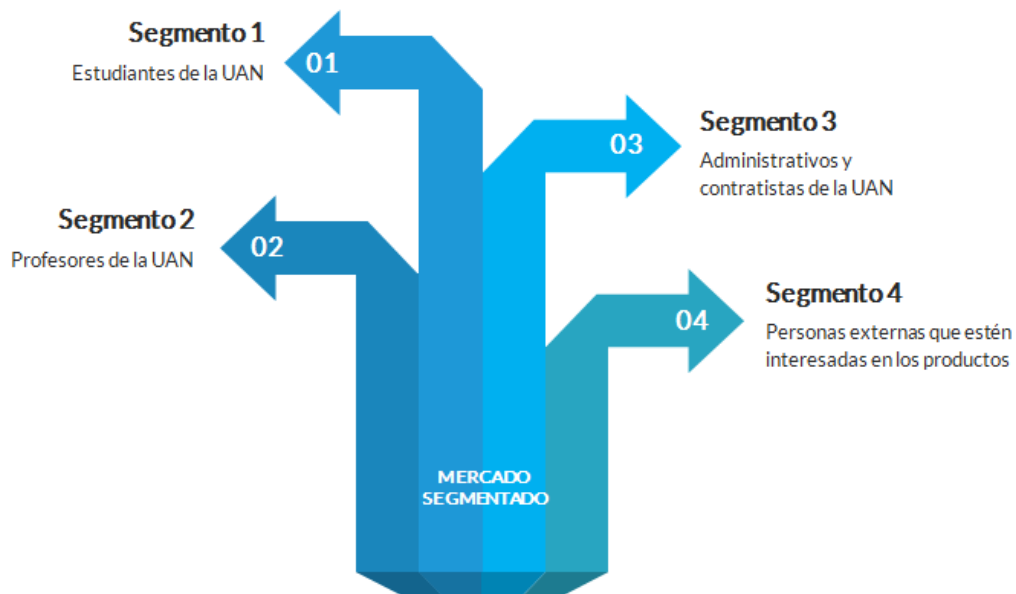 Segmento 1
Estudiantes de la UAN
01
Segmento 3
Administrativos y
contratistas de la UAN
03
Segmento 2
Profesores de la UAN
02
Segmento 4
Personas externas que estén
interesadas en los productos
04
MERCADO
SEGMENTADO